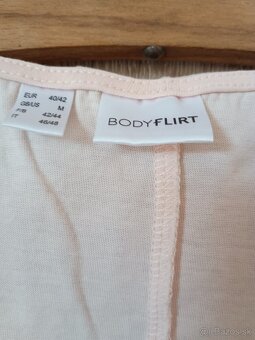 EUR 40/42
GB/US M
F/B 42/44
IT 46/48
BODYFLIRT